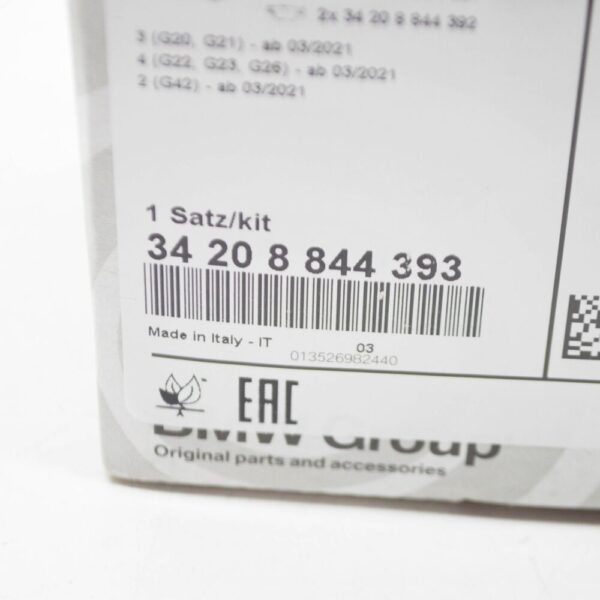 2x 34 20 8 844 392
3 (G20, G21) - ab 03/2021
4 (G22, G23, G26) - ab 03/2021
2 (G42) - ab 03/2021
1 Satz/kit
34 20 8 844 393
Made in Italy - IT
03
013526982440
EAC
BMW Group
Original parts and accessories